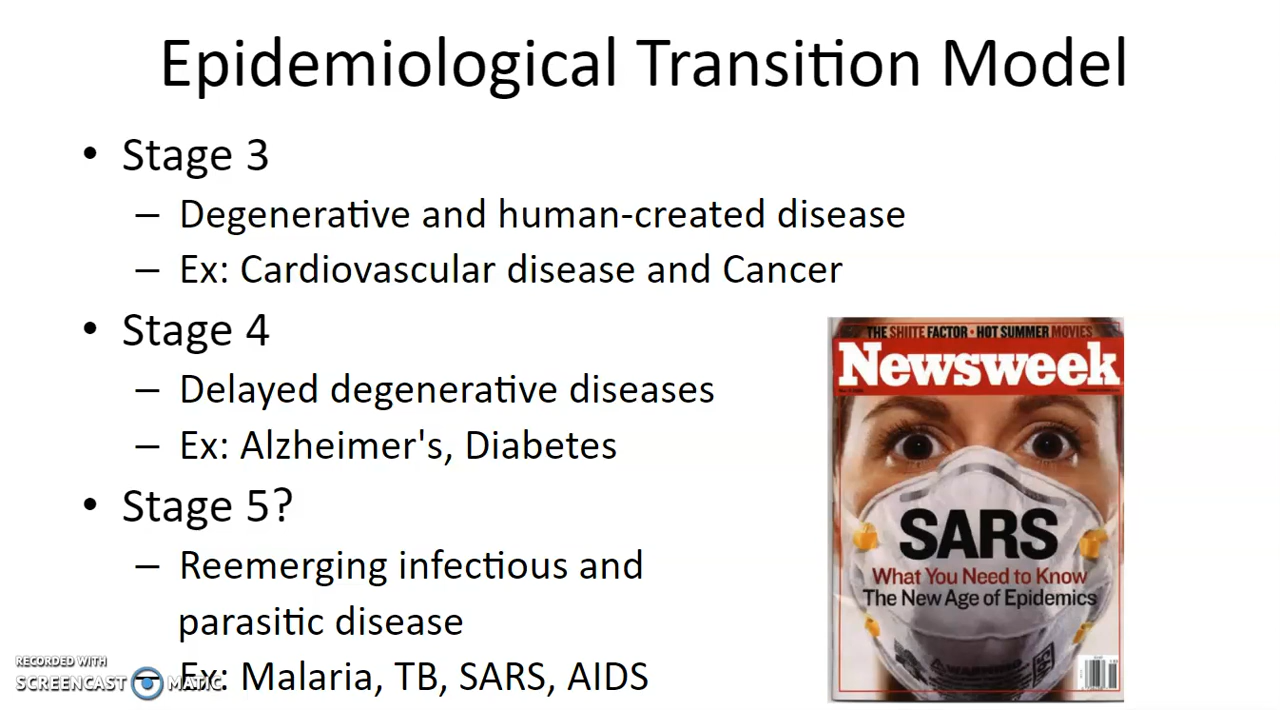 Epidemiological Transition Model
• Stage 3
– Degenerative and human-created disease
– Ex: Cardiovascular disease and Cancer
• Stage 4
– Delayed degenerative diseases
– Ex: Alzheimer's, Diabetes
• Stage 5?
– Reemerging infectious and
parasitic disease
Ex: Malaria, TB, SARS, AIDS
THE SHIITE FACTOR • HOT SUMMER MOVIES
Newsweek
SARS
What You Need to Know
The New Age of Epidemics
WARNING
RECORDED WITH
SCREENCAST MATIC